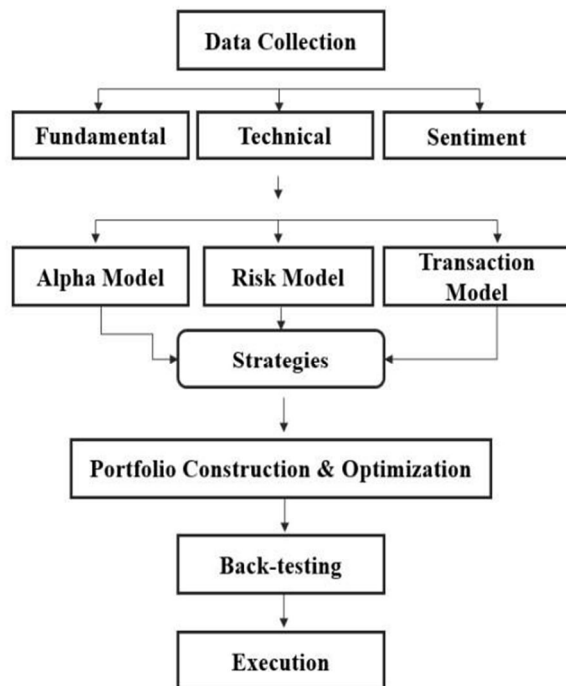 Data Collection
Fundamental
Technical
Sentiment
Alpha Model
Risk Model
Transaction
Model
Strategies
Portfolio Construction & Optimization
Back-testing
Execution